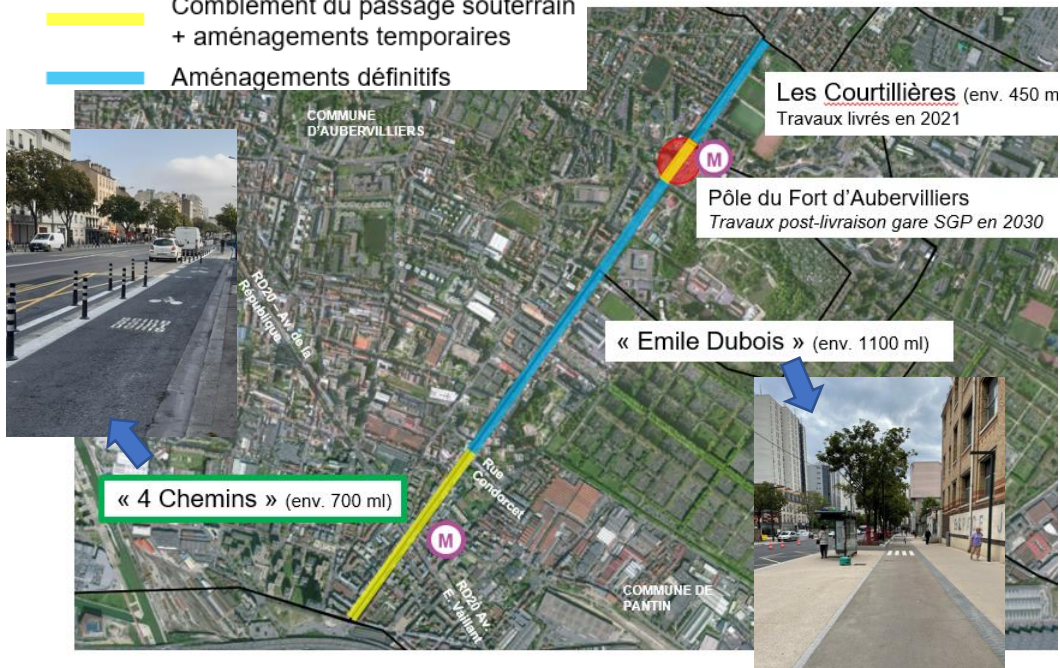 Comblement du passage souterrain
+ aménagements temporaires
Aménagements définitifs
COMMUNE
D'AUBERVILLIERS
Les Courtillières (env. 450 m
Travaux livrés en 2021
M
Pôle du Fort d'Aubervilliers
Travaux post-livraison gare SGP en 2030
RD20 – Av. de la
République
« Emile Dubois » (env. 1100 ml)
« 4 Chemins » (env. 700 ml)
Rue
Condorcet
M
RD20 Av.
E. Vaillant
COMMUNE DE
PANTIN